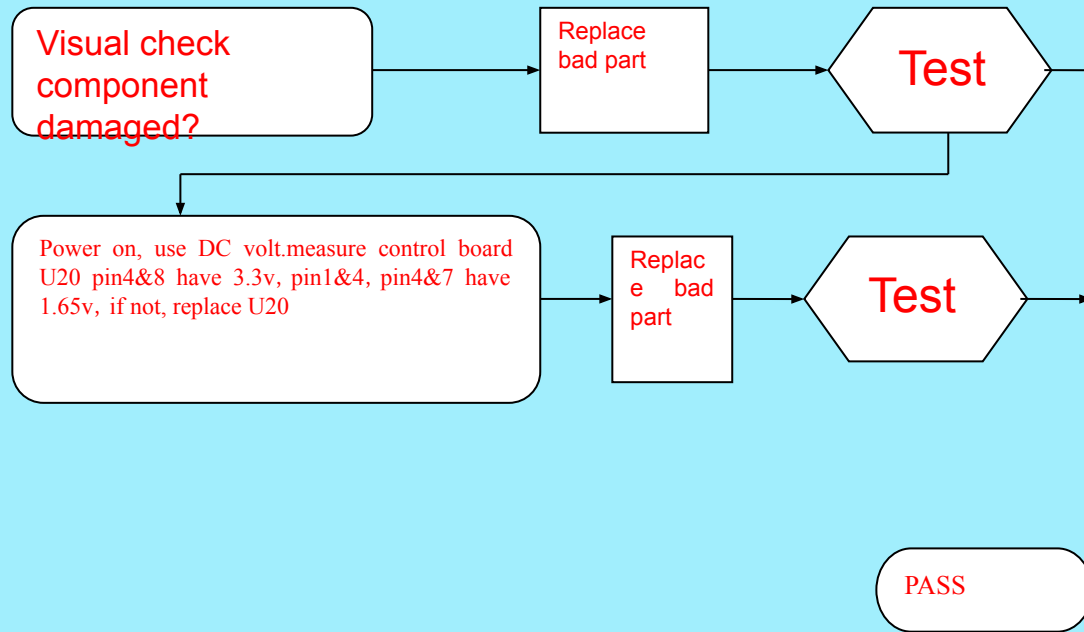 Visual check
component
damaged?
Replace
bad part
Test
Power on, use DC volt.measure control board
U20 pin4&8 have 3.3v, pin1&4, pin4&7 have
1.65v, if not, replace U20
Replac
e bad
part
Test
PASS